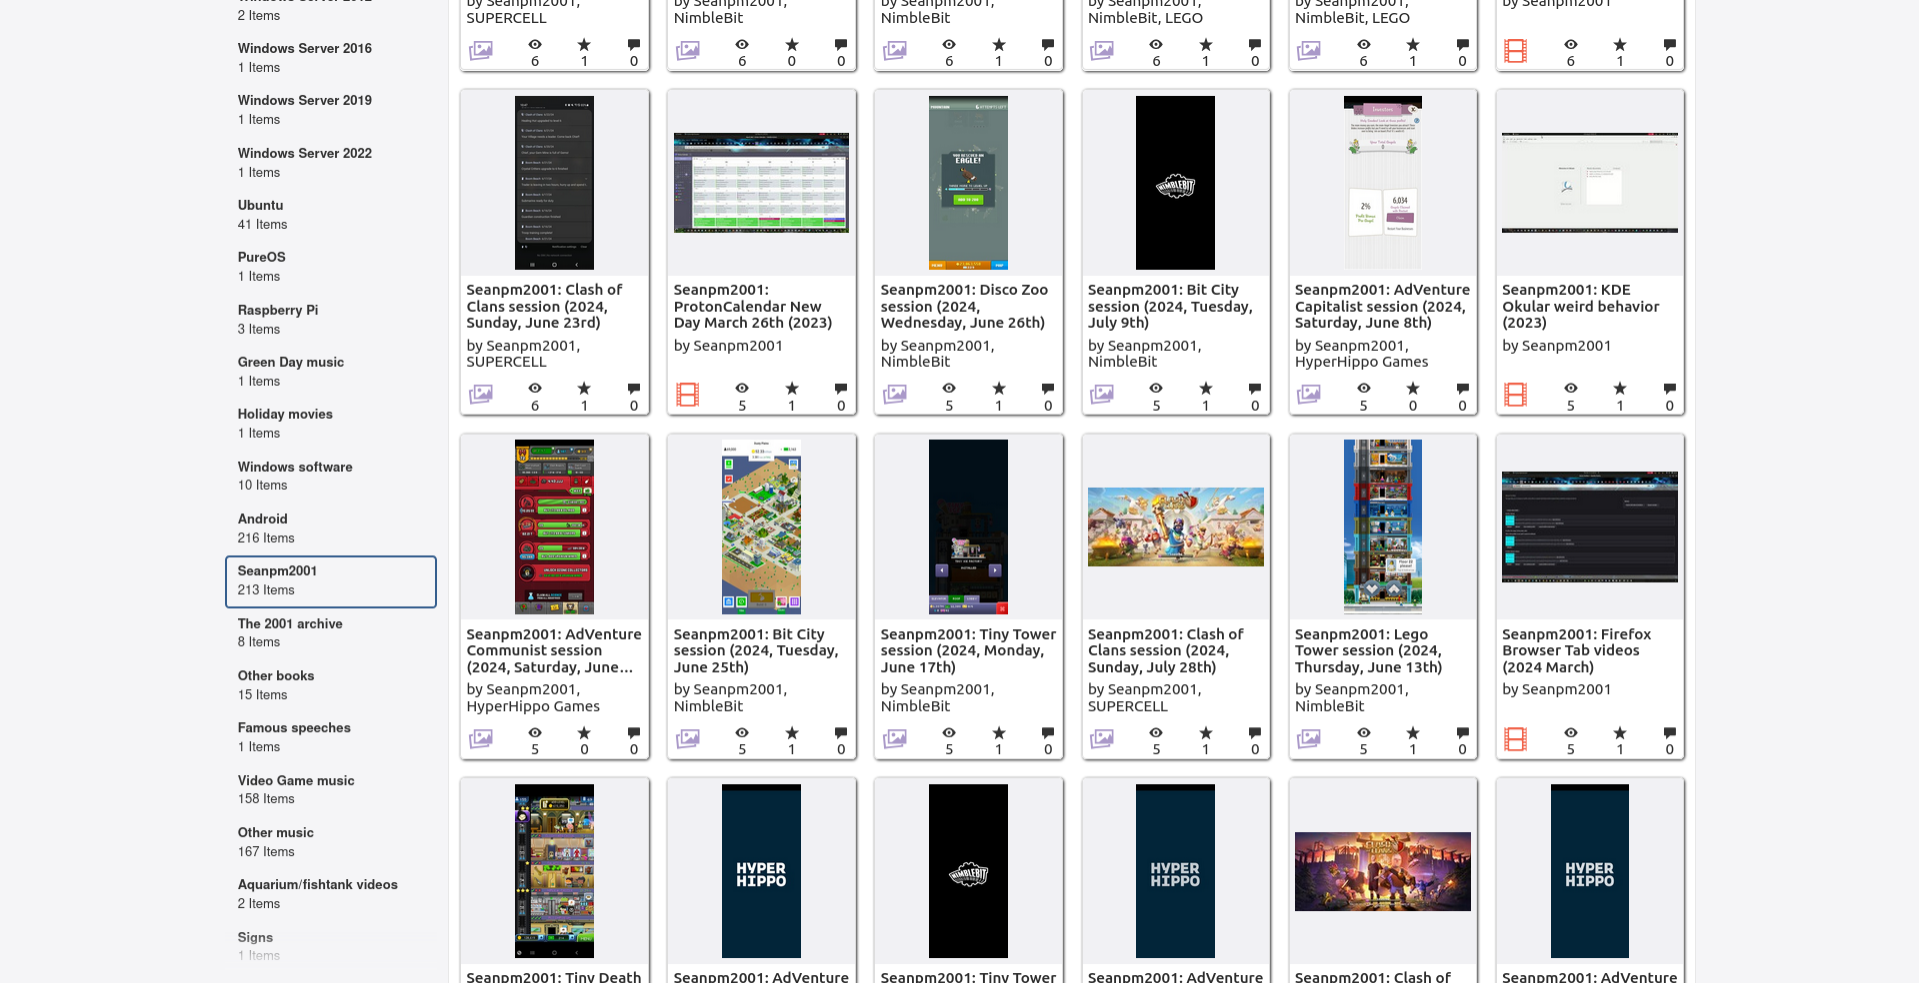 2 Items
Windows Server 2016
1 Items
Windows Server 2019
1 Items
Windows Server 2022
1 Items
Ubuntu
41 Items
PureOS
1 Items
Raspberry Pi
3 Items
Green Day music
1 Items
Holiday movies
1 Items
Windows software
10 Items
Android
216 Items
Seanpm2001
213 Items
The 2001 archive
8 Items
Other books
15 Items
Famous speeches
1 Items
Video Game music
158 Items
Other music
167 Items
Aquarium/fishtank videos
2 Items
Signs
1 Items
by Seanpm2001,
SUPERCELL
6 1 0
by Seanpm2001,
NimbleBit
6 0 0
by Seanpm2001,
NimbleBit
6 1 0
by Seanpm2001,
NimbleBit, LEGO
6 1 0
by Seanpm2001,
NimbleBit, LEGO
6 1 0
by Seanpm2001
6 1 0
Seanpm2001: Clash of
Clans session (2024,
Sunday, June 23rd)
by Seanpm2001,
SUPERCELL
6 1 0
Seanpm2001:
ProtonCalendar New
Day March 26th (2023)
by Seanpm2001
5 1 0
EAGLE!
Seanpm2001: Disco Zoo
session (2024,
Wednesday, June 26th)
by Seanpm2001,
NimbleBit
5 1 0
NIMBLEBIT
Seanpm2001: Bit City
session (2024, Tuesday,
July 9th)
by Seanpm2001,
NimbleBit
5 1 0
Investors
2%
6,034
Seanpm2001: AdVenture
Capitalist session (2024,
Saturday, June 8th)
by Seanpm2001,
HyperHippo Games
5 0 0
Seanpm2001: KDE
Okular weird behavior
(2023)
by Seanpm2001
5 1 0
Seanpm2001: AdVenture
Communist session
(2024, Saturday, June...
by Seanpm2001,
HyperHippo Games
5 0 0
Seanpm2001: Bit City
session (2024, Tuesday,
June 25th)
by Seanpm2001,
NimbleBit
5 1 0
Seanpm2001: Tiny Tower
session (2024, Monday,
June 17th)
by Seanpm2001,
NimbleBit
5 1 0
Seanpm2001: Clash of
Clans session (2024,
Sunday, July 28th)
by Seanpm2001,
SUPERCELL
5 1 0
Seanpm2001: Lego
Tower session (2024,
Thursday, June 13th)
by Seanpm2001,
NimbleBit
5 1 0
Seanpm2001: Firefox
Browser Tab videos
(2024 March)
by Seanpm2001
5 1 0
Seanpm2001: Tiny Death
HYPER
HIPPO
Seanpm2001: AdVenture
NIMBLEBIT
Seanpm2001: Tiny Tower
HYPER
HIPPO
Seanpm2001: AdVenture
Seanpm2001: Clash of
HYPER
HIPPO
Seanpm2001: AdVenture